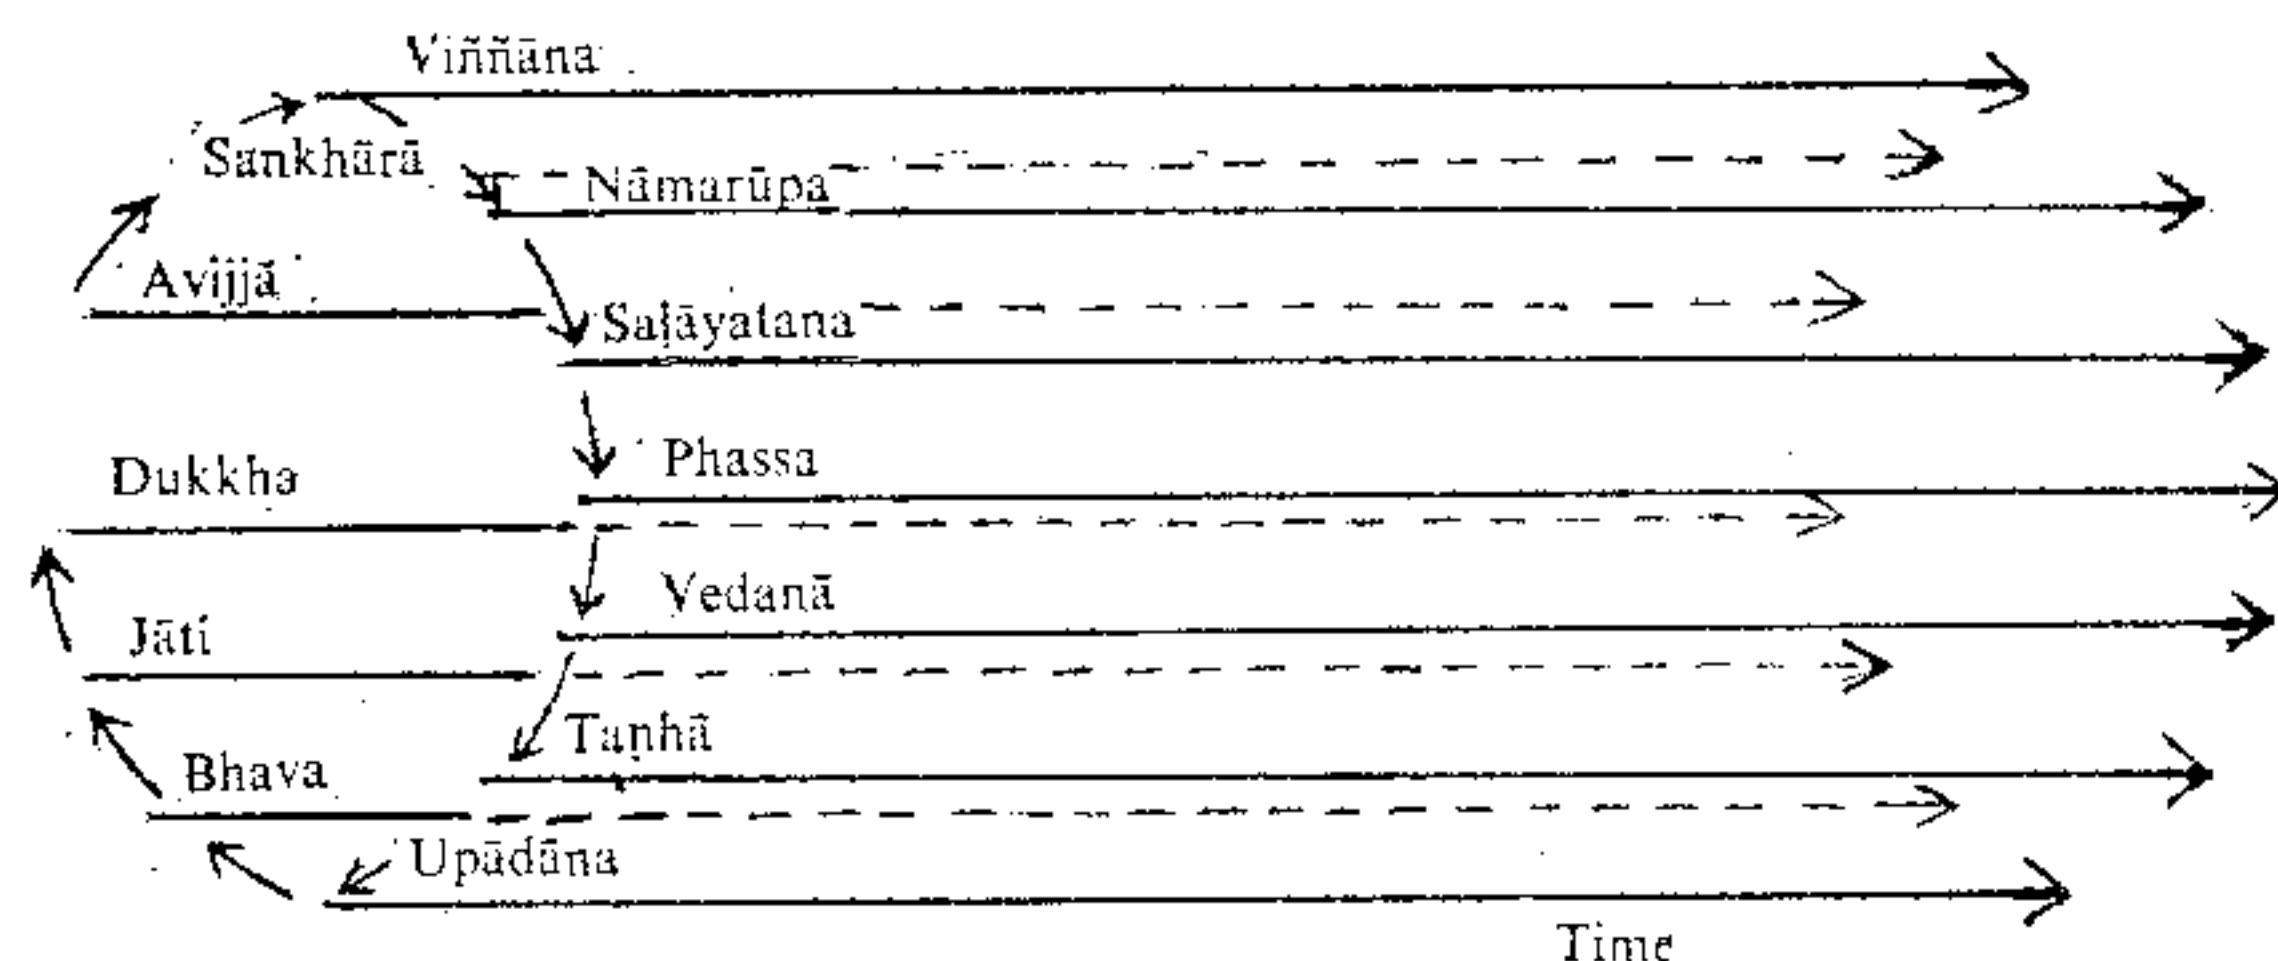 Viññāna
Sankhārā
Nāmarūpa
Avijjā
Saḷāyatana
Phassa
Dukkha
Vedanā
Jāti
Taṇhā
Bhava
Upādāna
Time